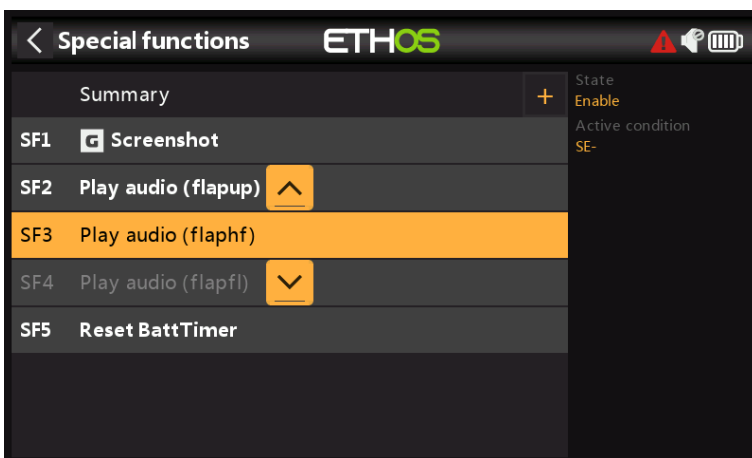 Special functions
ETHOS
Summary
+
State
Enable
Active condition
SE-
SF1 G Screenshot
SF2 Play audio (flapup)
SF3 Play audio (flaphf)
SF4 Play audio (flapfl)
SF5 Reset BattTimer